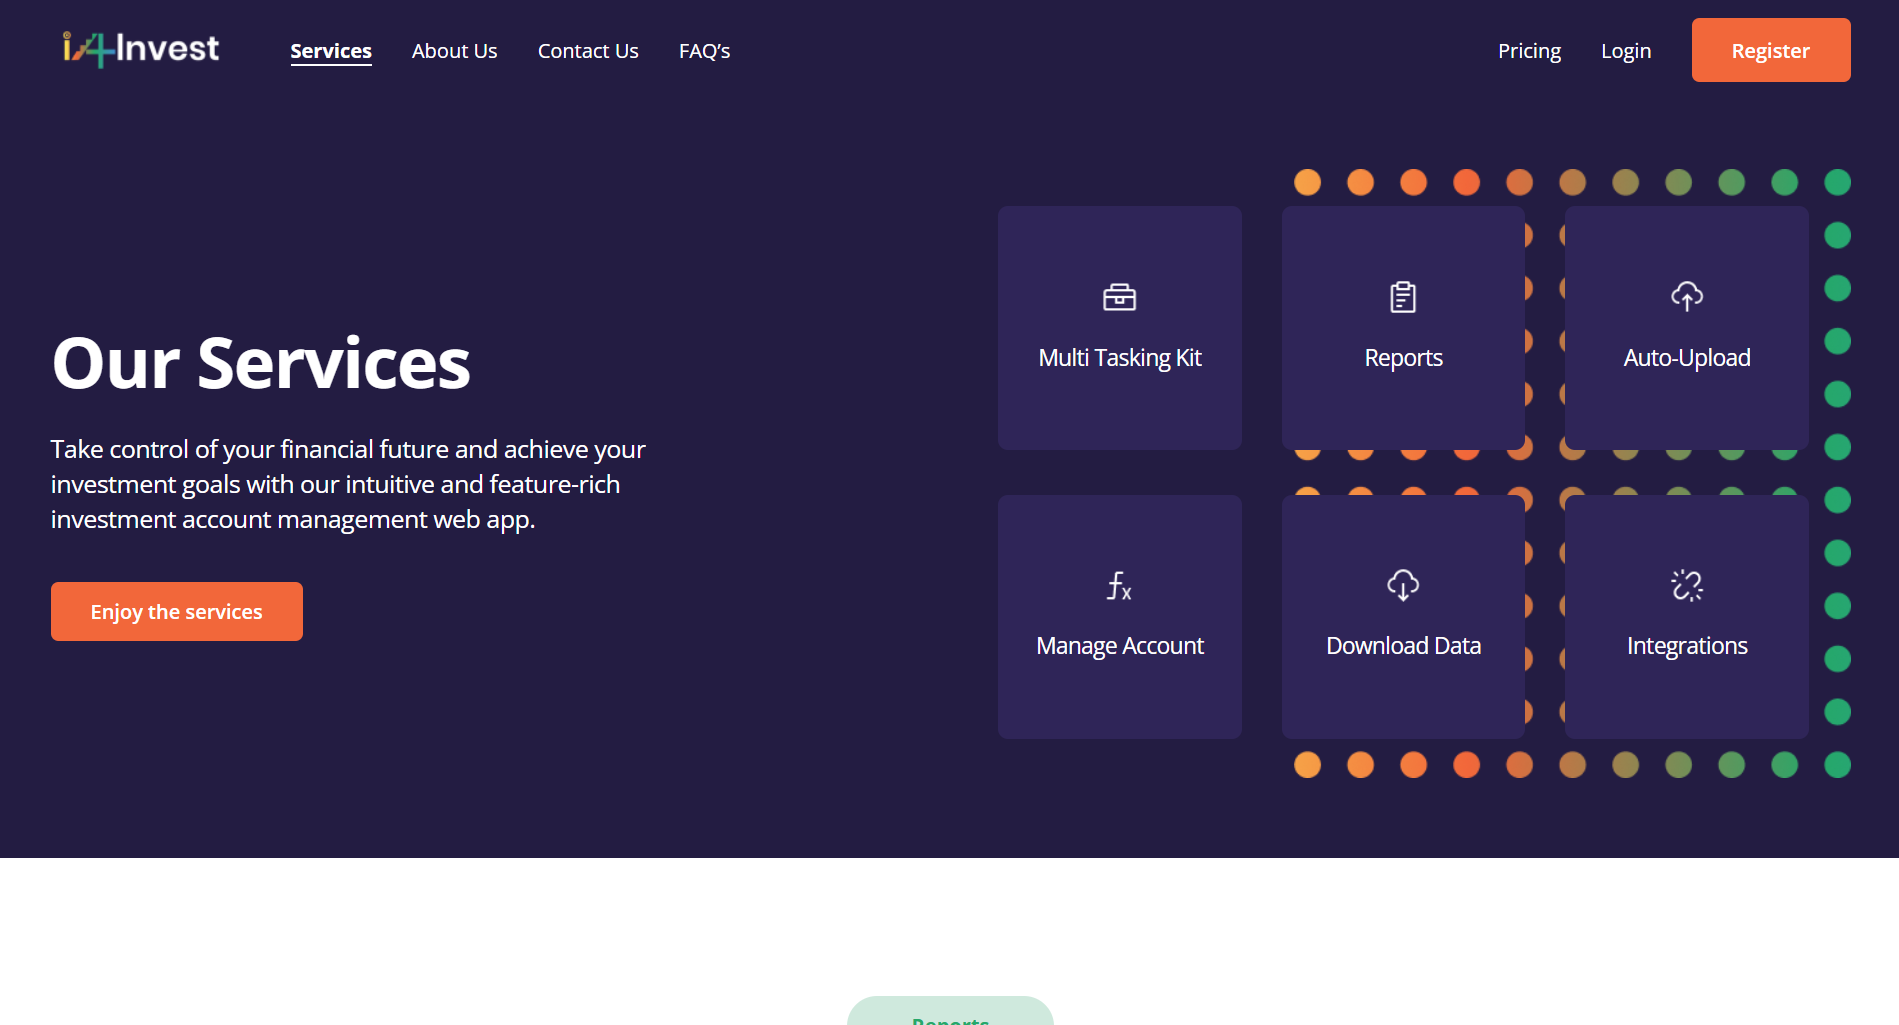 i4Invest
Services
About Us
Contact Us
FAQ's
Pricing
Login
Register
Our Services
Take control of your financial future and achieve your
investment goals with our intuitive and feature-rich
investment account management web app.
Enjoy the services
Multi Tasking Kit
Reports
Auto-Upload
Manage Account
Download Data
Integrations
Reports